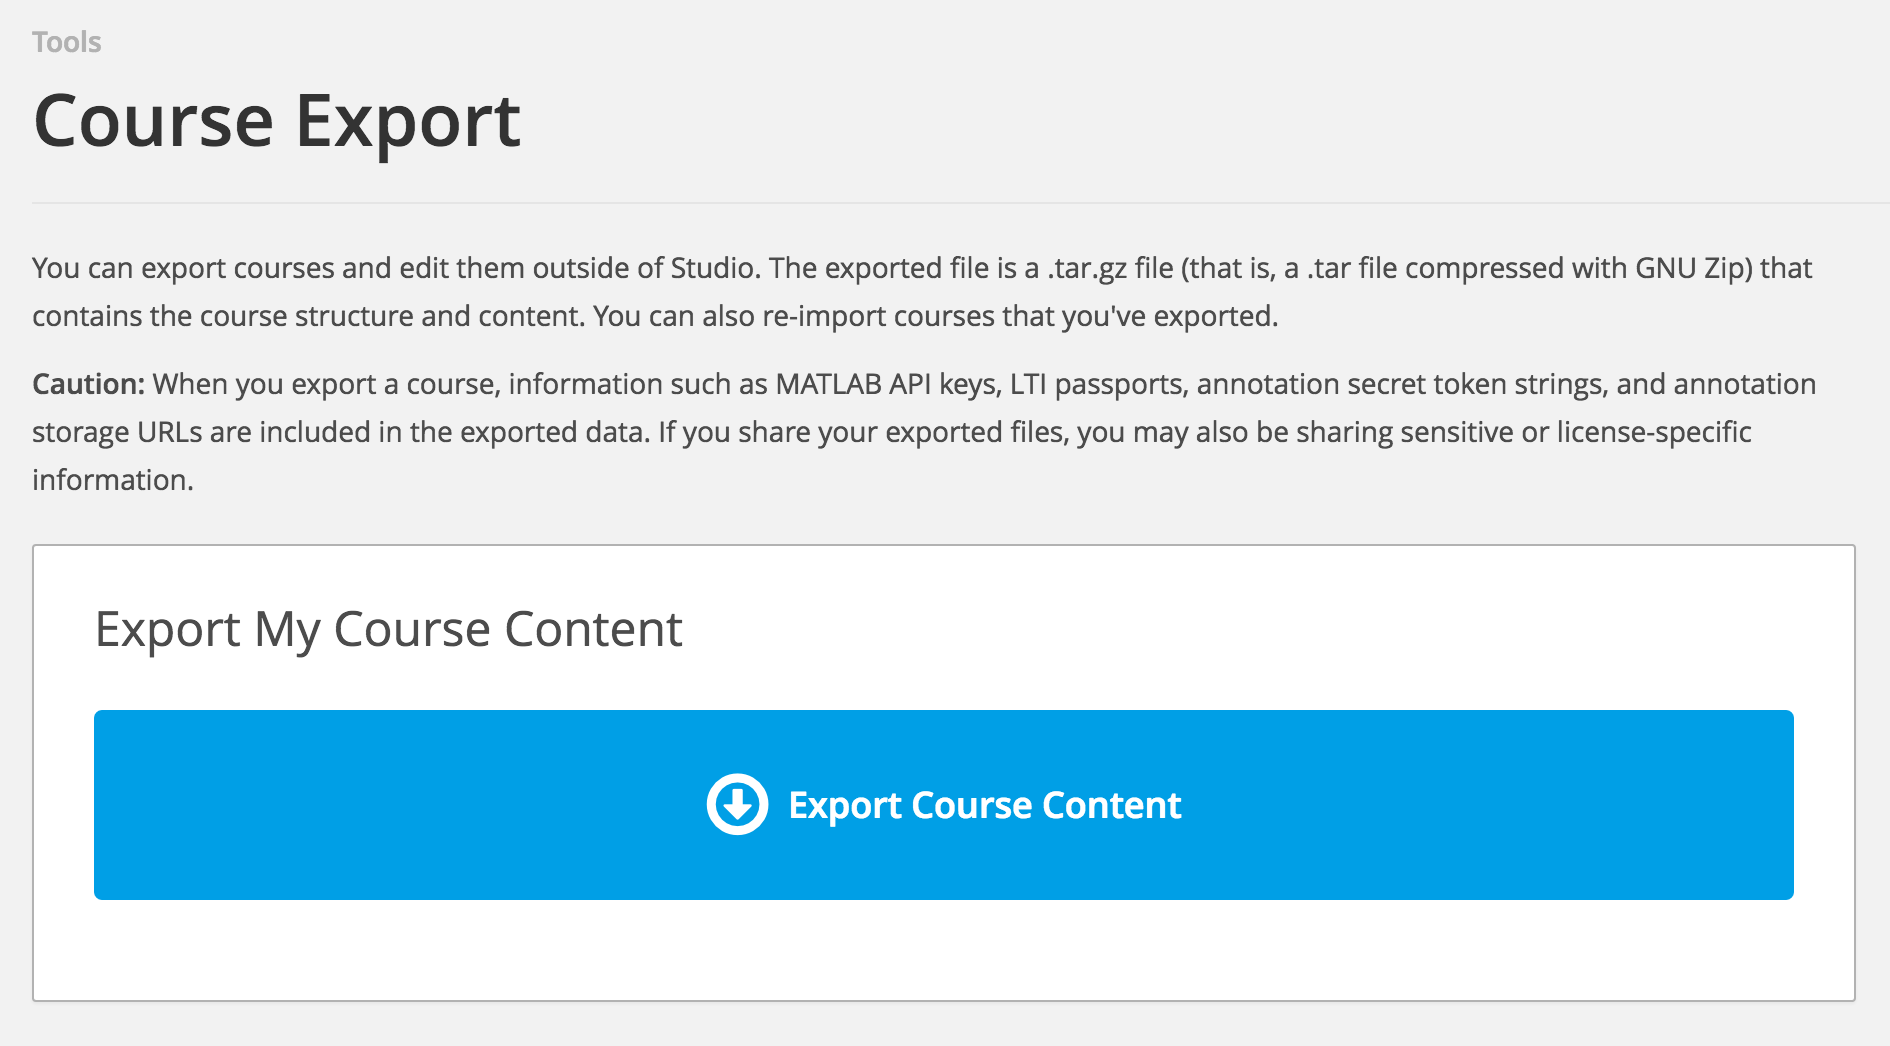 Tools
Course Export
You can export courses and edit them outside of Studio. The exported file is a .tar.gz file (that is, a .tar file compressed with GNU Zip) that
contains the course structure and content. You can also re-import courses that you've exported.
Caution: When you export a course, information such as MATLAB API keys, LTI passports, annotation secret token strings, and annotation
storage URLs are included in the exported data. If you share your exported files, you may also be sharing sensitive or license-specific
information.
Export My Course Content
Export Course Content